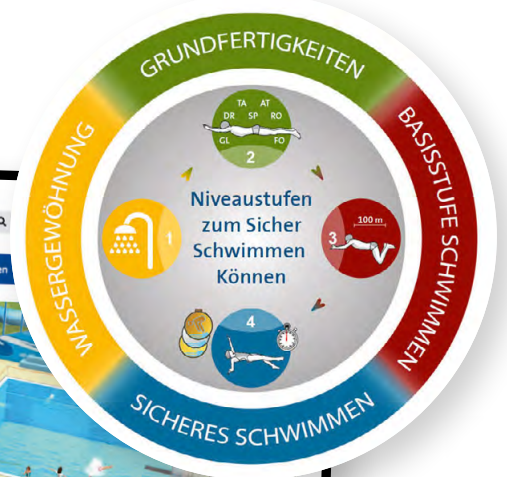 GRUNDFERTIGKEITEN
WASSERGEWÖHNUNG
BASISSTUFE SCHWIMMEN
SICHERES SCHWIMMEN
TA AT
DR SP RO
GL FO
2
1
Niveaustufen
zum Sicher
Schwimmen
Können
100 m
3
4
en